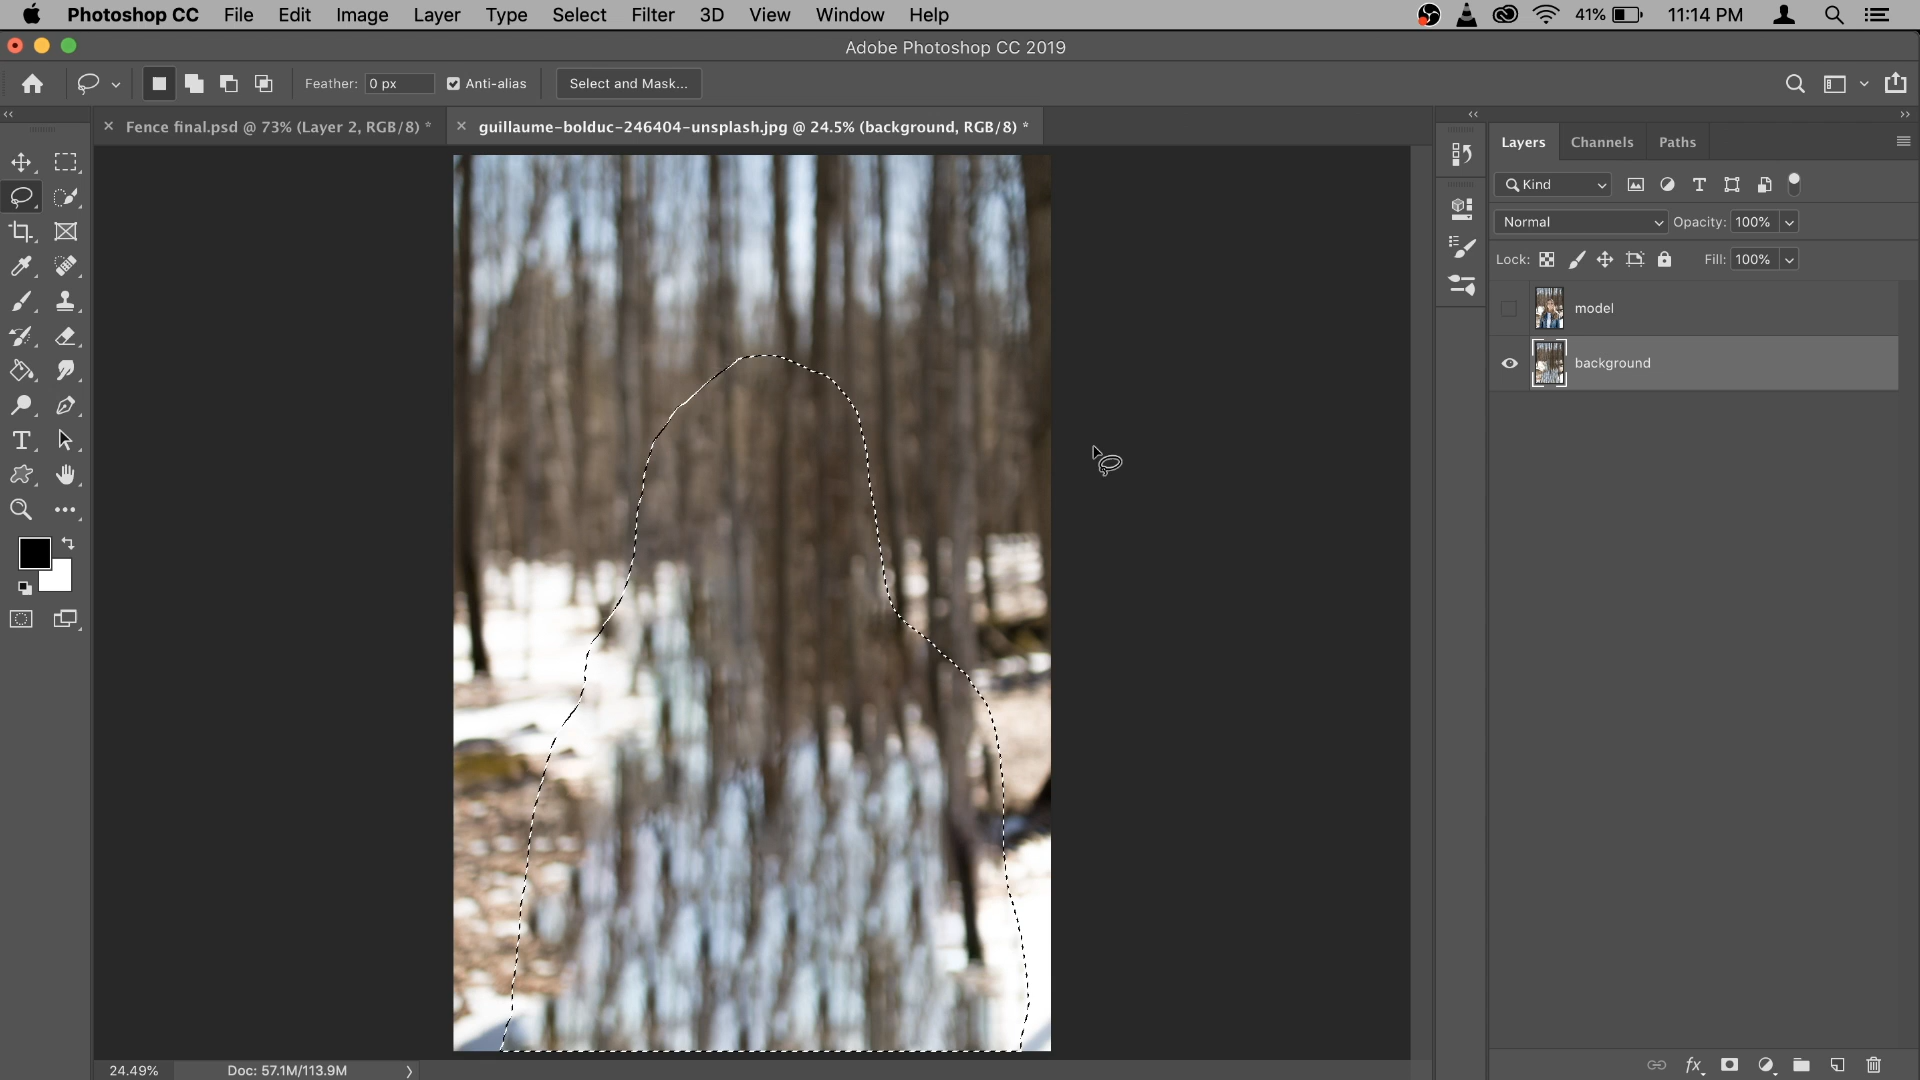 Photoshop CC File Edit Image Layer Type Select Filter 3D View Window Help 41% 11:14 PM
Adobe Photoshop CC 2019
Feather: 0 px Anti-alias Select and Mask...
Fence final.psd @ 73% (Layer 2, RGB/8) * guillaume-bolduc-246404-unsplash.jpg @ 24.5% (background, RGB/8) *
Layers Channels Paths
Kind
Normal Opacity: 100%
Lock: Fill: 100%
model
background
24.49% Doc: 57.1M/113.9M